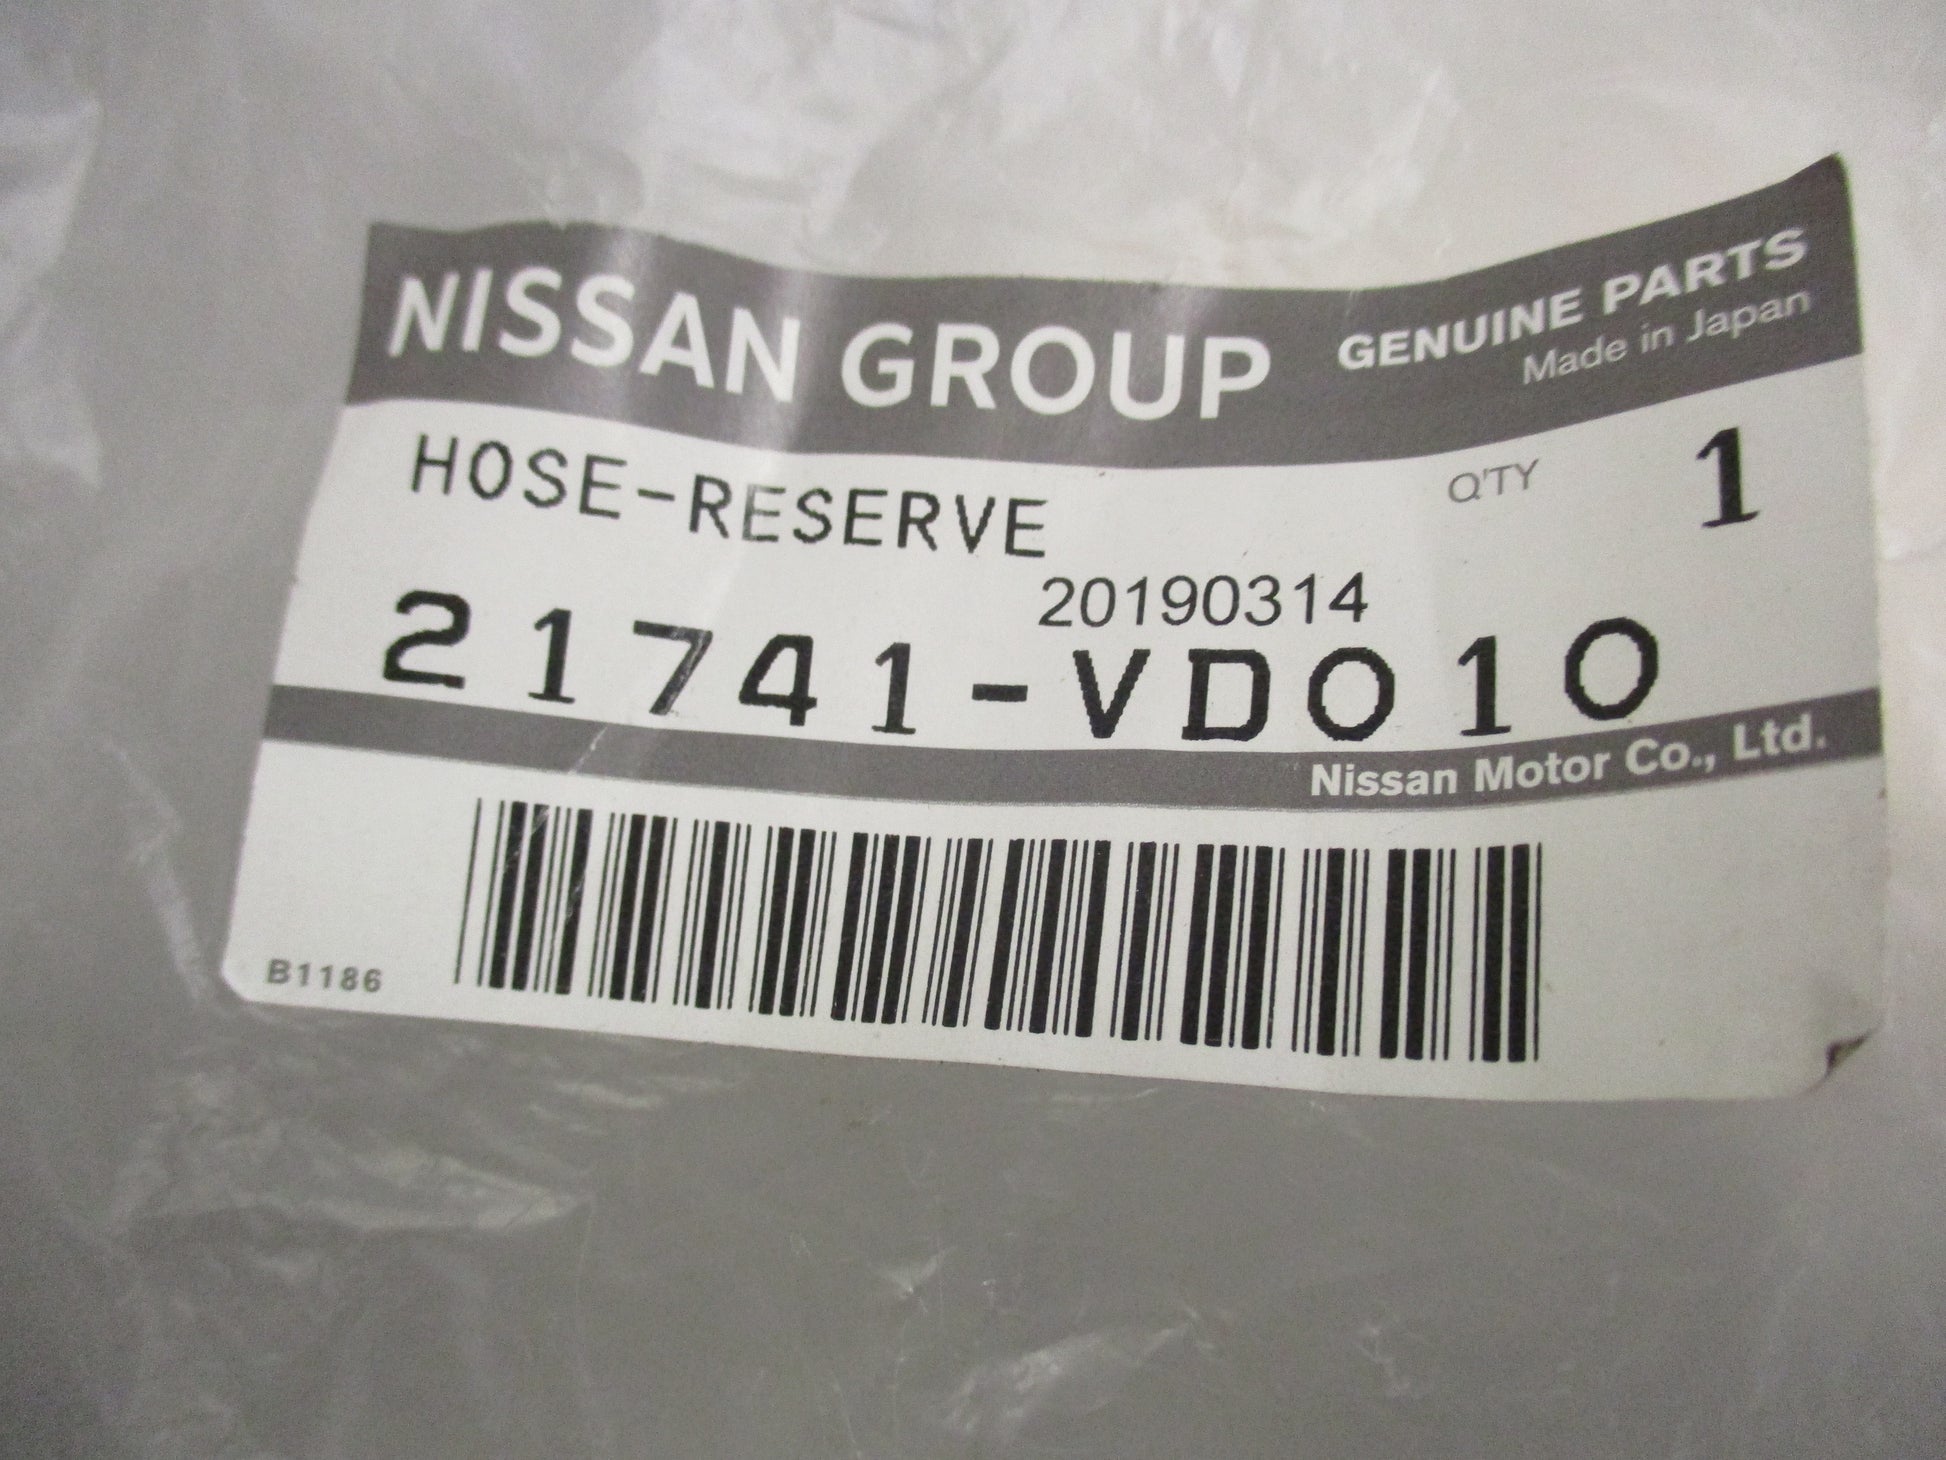 NISSAN GROUP GENUINE PARTS
Made in Japan
HOSE-RESERVE Q'TY 1
20190314
21741-VD010
Nissan Motor Co., Ltd.
B1186